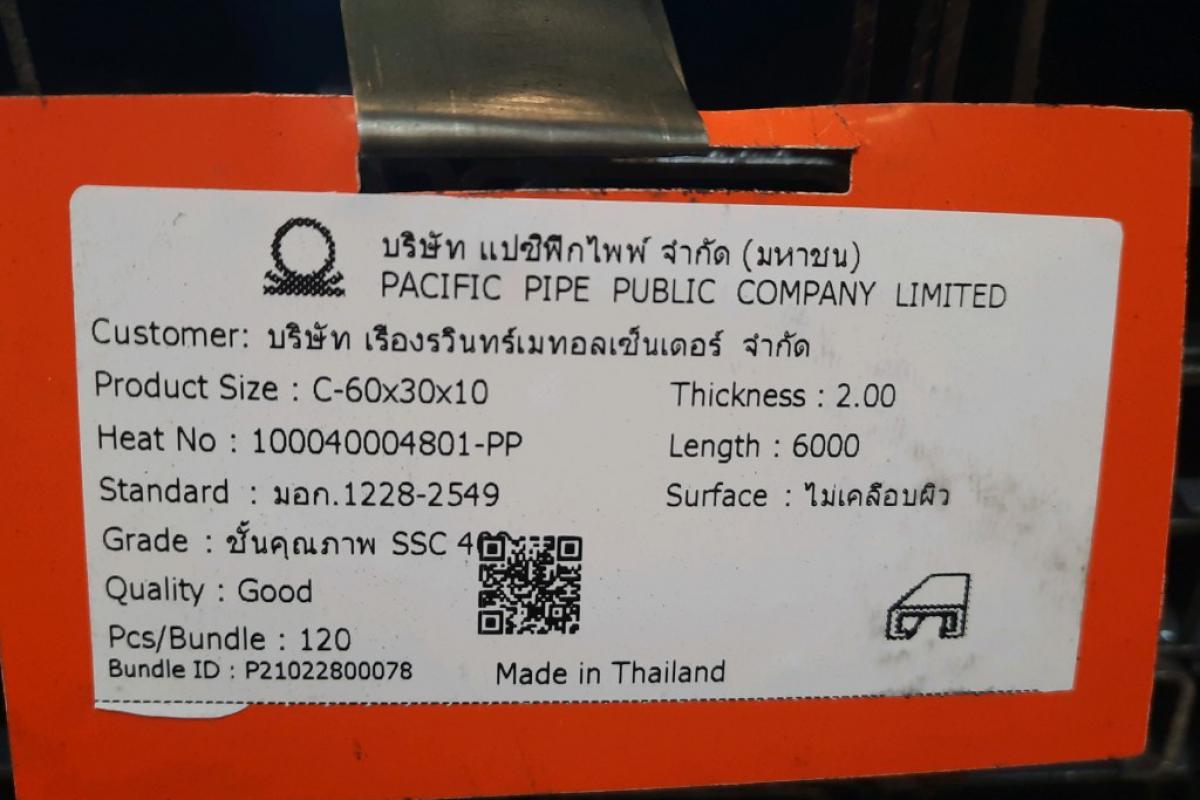 บริษัท แปซิฟิกไพพ์ จำกัด (มหาชน)
PACIFIC PIPE PUBLIC COMPANY LIMITED
Customer: บริษัท เรืองรวินทร์เมทอลเซ็นเตอร์ จำกัด
Product Size : C-60x30x10 Thickness : 2.00
Heat No : 100040004801-PP Length : 6000
Standard : มอก.1228-2549 Surface : ไม่เคลือบผิว
Grade : ชั้นคุณภาพ SSC
Quality : Good
Pcs/Bundle : 120
Bundle ID : P21022800078 Made in Thailand